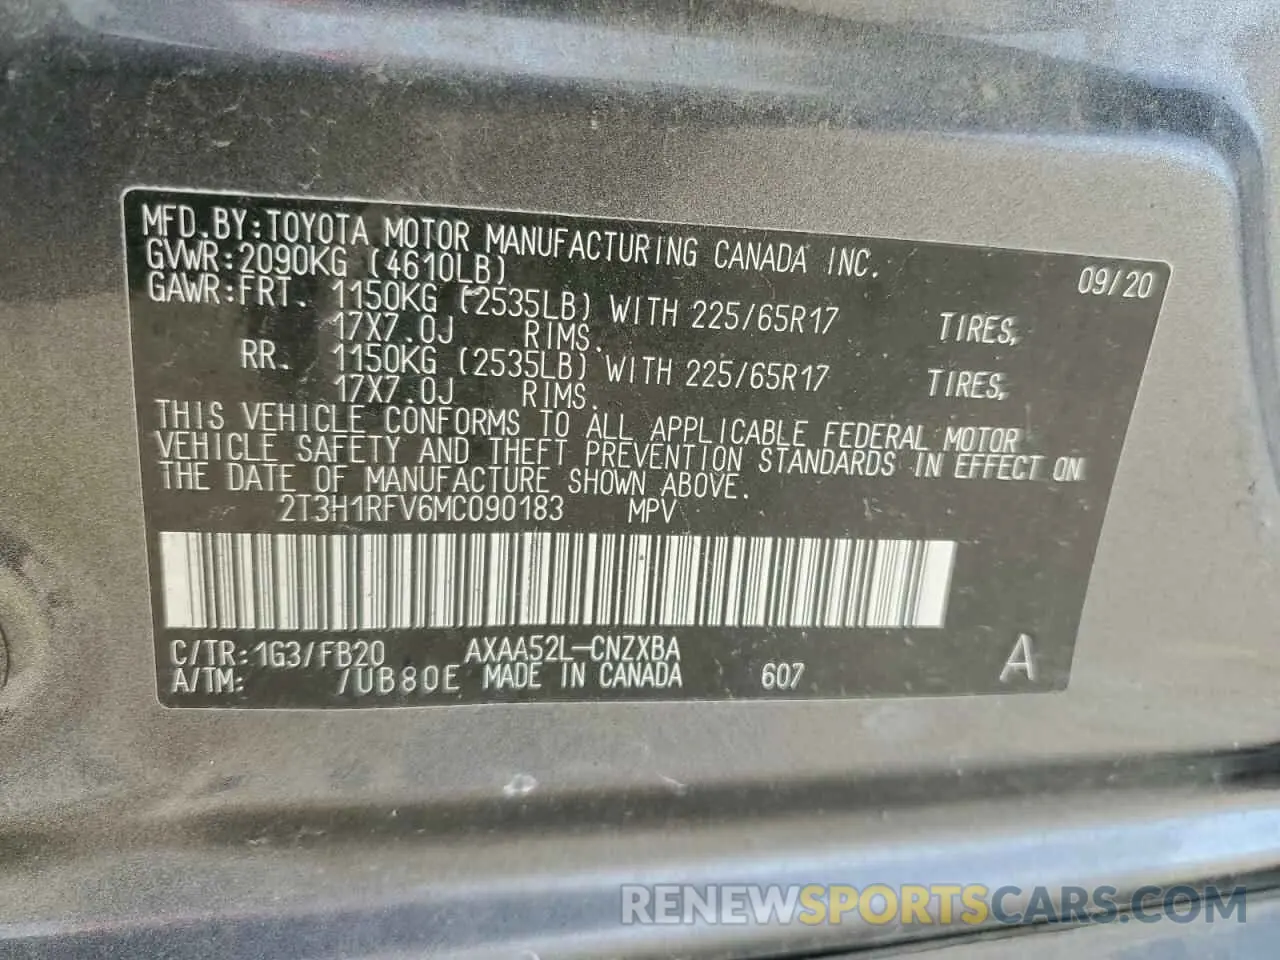 MFD.BY:TOYOTA MOTOR MANUFACTURING CANADA INC.
GVWR:2090KG (4610LB) 09/20
GAWR:FRT. 1150KG (2535LB) WITH 225/65R17 TIRES,
17X7.0J RIMS.
RR. 1150KG (2535LB) WITH 225/65R17 TIRES,
17X7.0J RIMS.
THIS VEHICLE CONFORMS TO ALL APPLICABLE FEDERAL MOTOR
VEHICLE SAFETY AND THEFT PREVENTION STANDARDS IN EFFECT ON
THE DATE OF MANUFACTURE SHOWN ABOVE.
2T3H1RFV6MC090183 MPV
C/TR:1G3/FB20 AXAA52L-CNZXBA
A/TM: /UB80E MADE IN CANADA 607 A
RENEWSPORTSCARS.COM